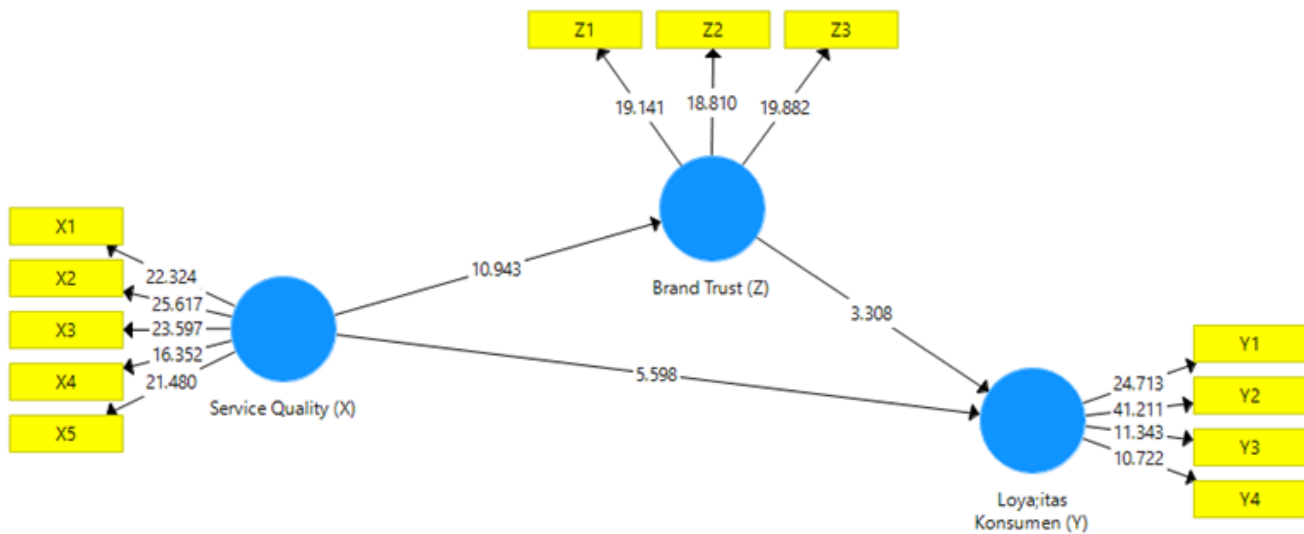 Z1
Z2
Z3
19.141
18.810
19.882
Brand Trust (Z)
X1
X2
X3
X4
X5
22.324
25.617
23.597
16.352
21.480
Service Quality (X)
10.943
5.598
3.308
Y1
Y2
Y3
Y4
24.713
41.211
11.343
10.722
Loya;itas
Konsumen (Y)